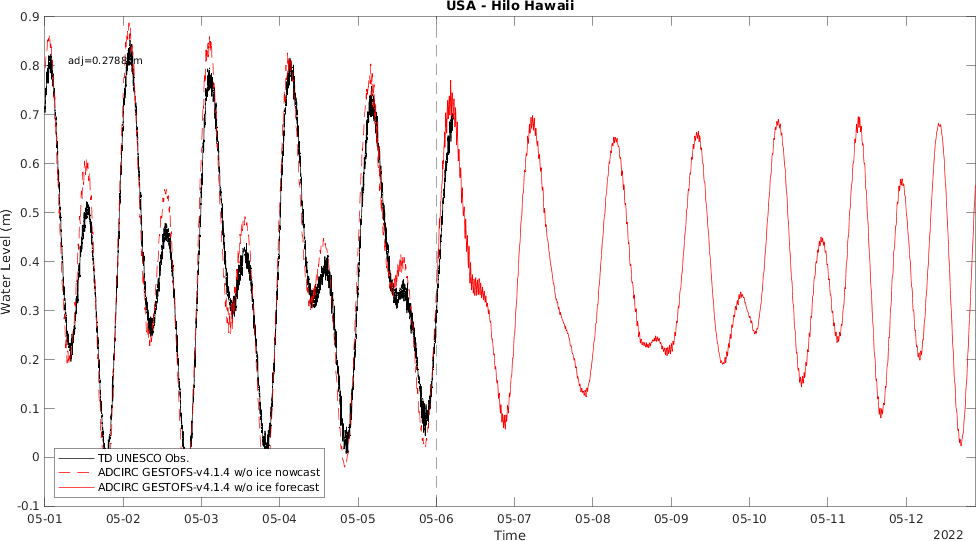 USA - Hilo Hawaii
0.9
adj=0.2788m
0.8
0.7
0.6
0.5
0.4
0.3
0.2
0.1
0
-0.1
Water Level (m)
TD UNESCO Obs.
ADCIRC GESTOFS-v4.1.4 w/o ice nowcast
ADCIRC GESTOFS-v4.1.4 w/o ice forecast
05-01 05-02 05-03 05-04 05-05 05-06 05-07 05-08 05-09 05-10 05-11 05-12
Time
2022